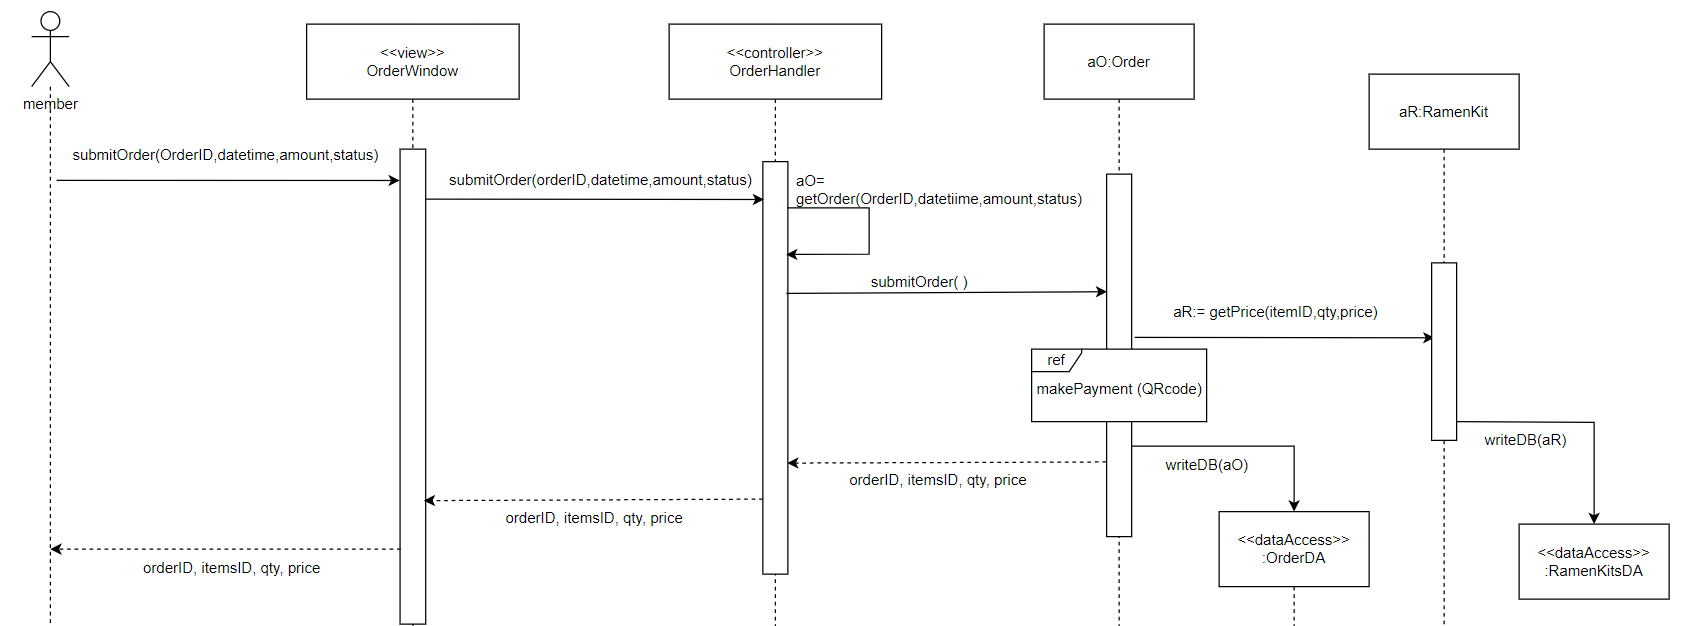 member
<<view>>
OrderWindow
<<controller>>
OrderHandler
aO:Order
aR:RamenKit
submitOrder(OrderID,datetime,amount,status)
submitOrder(orderID,datetime,amount,status)
aO=
getOrder(OrderID,datetiime,amount,status)
submitOrder( )
aR:= getPrice(itemID,qty,price)
ref
makePayment (QRcode)
writeDB(aR)
writeDB(aO)
orderID, itemsID, qty, price
orderID, itemsID, qty, price
orderID, itemsID, qty, price
<<dataAccess>>
:OrderDA
<<dataAccess>>
:RamenKitsDA